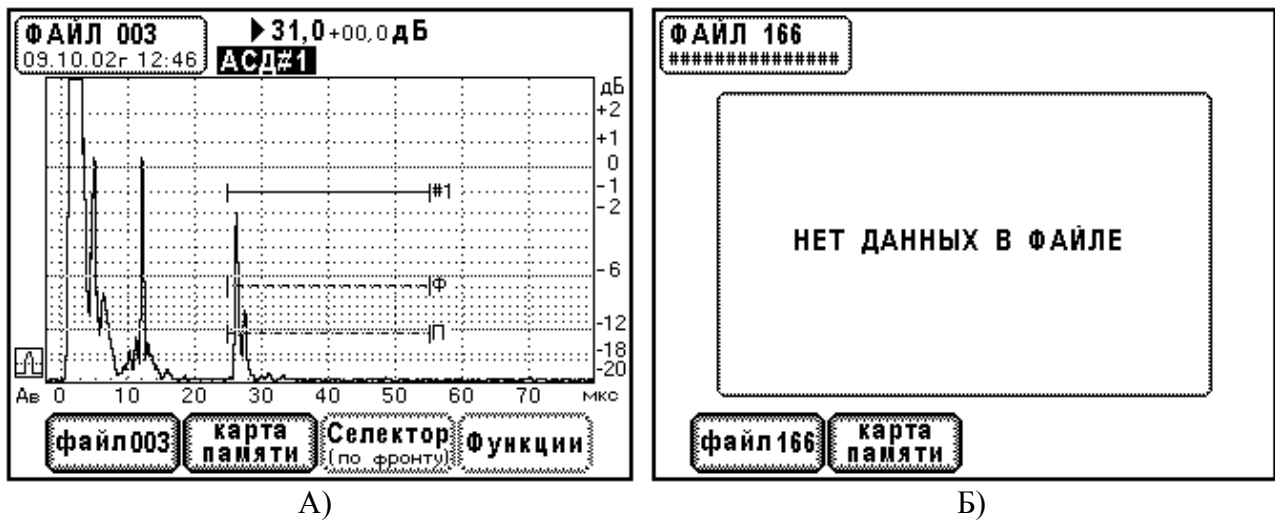 ФАЙЛ 003
09.10.02г 12:46
31,0+00,0дБ
АСД#1
дБ
+2
+1
0
-1
-2
-6
-12
-18
-20
#1
Ф
П
Ав 0 10 20 30 40 50 60 70 мкс
файл003
карта
памяти
Селектор
(по фронту)
Функции
А)
ФАЙЛ 166
###############
НЕТ ДАННЫХ В ФАЙЛЕ
файл166
карта
памяти
Б)